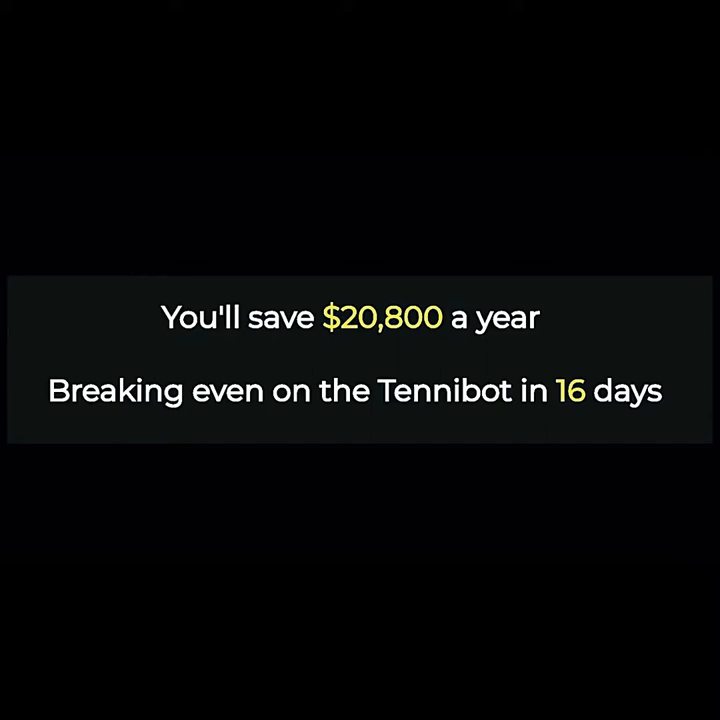 You'll save $20,800 a year
Breaking even on the Tennibot in 16 days